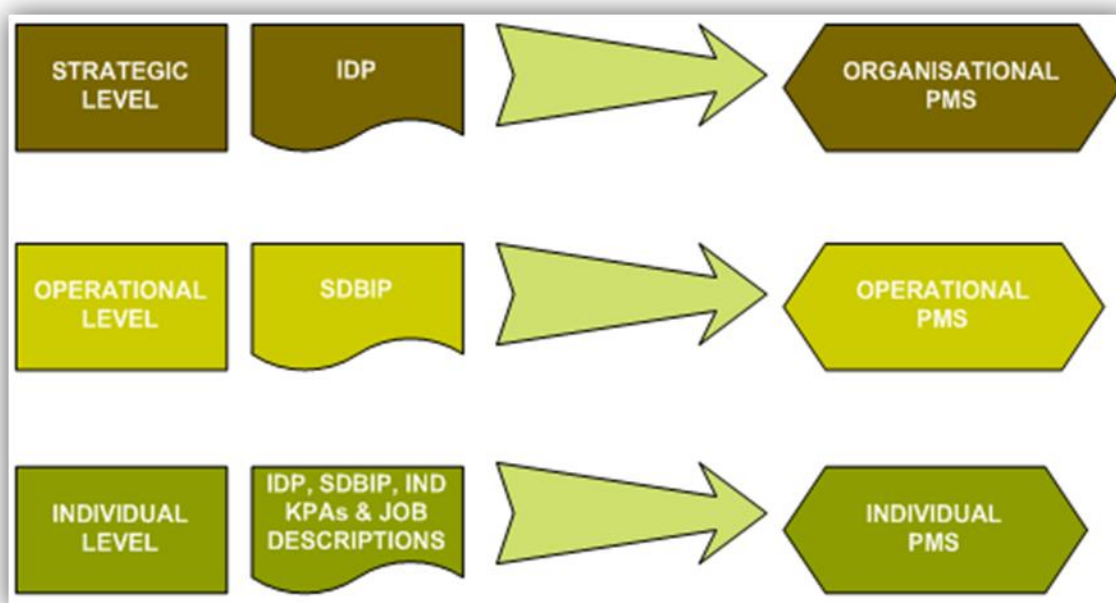 STRATEGIC
LEVEL
IDP
ORGANISATIONAL
PMS
OPERATIONAL
LEVEL
SDBIP
OPERATIONAL
PMS
INDIVIDUAL
LEVEL
IDP, SDBIP, IND
KPAs & JOB
DESCRIPTIONS
INDIVIDUAL
PMS